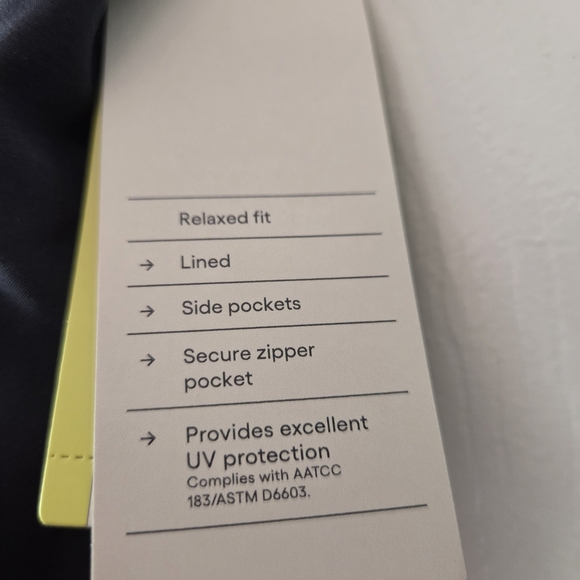 Relaxed fit
→ Lined
→ Side pockets
→ Secure zipper
pocket
→ Provides excellent
UV protection
Complies with AATCC
183/ASTM D6603.